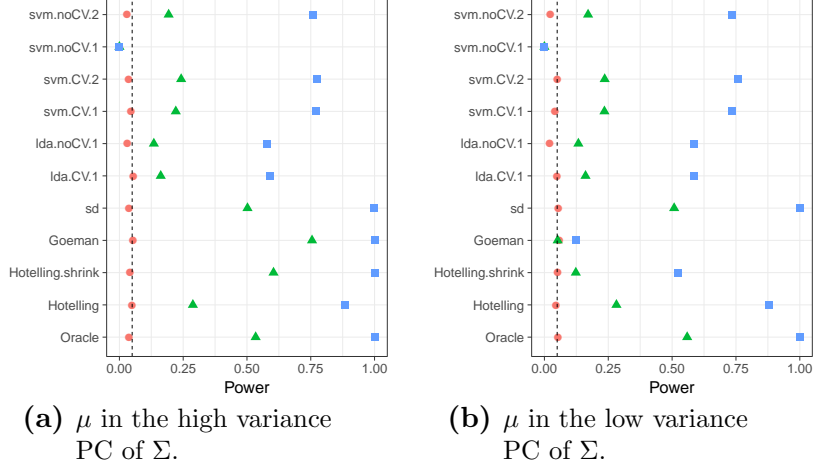 svm.noCV.2
svm.noCV.1
svm.CV.2
svm.CV.1
lda.noCV.1
lda.CV.1
sd
Goeman
Hotelling.shrink
Hotelling
Oracle
0.00 0.25 0.50 0.75 1.00
Power
(a) μ in the high variance
PC of Σ.
svm.noCV.2
svm.noCV.1
svm.CV.2
svm.CV.1
lda.noCV.1
lda.CV.1
sd
Goeman
Hotelling.shrink
Hotelling
Oracle
0.00 0.25 0.50 0.75 1.00
Power
(b) μ in the low variance
PC of Σ.